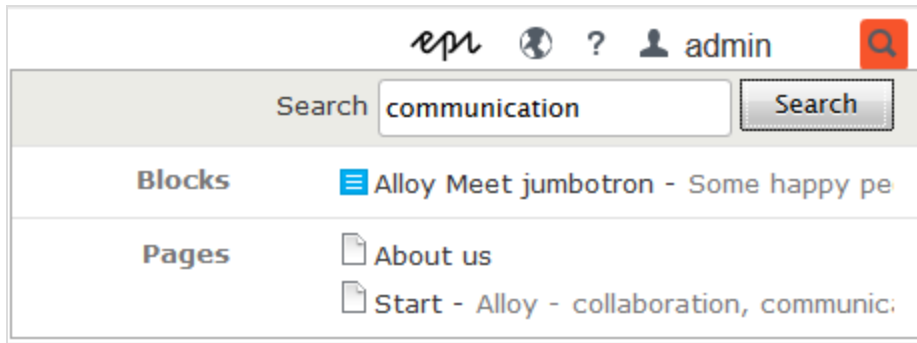 epi ? admin
Search communication Search
Blocks Alloy Meet jumbotron - Some happy pe
Pages About us
Start - Alloy - collaboration, communic